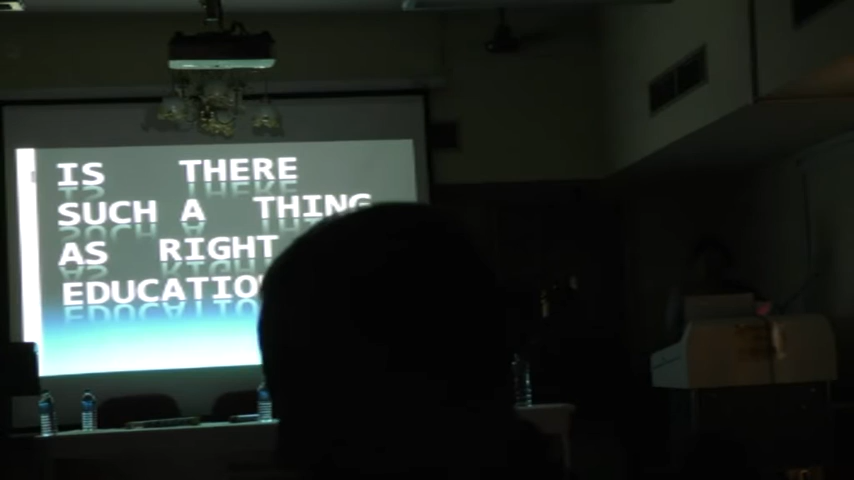 IS THERE
SUCH A THING
AS RIGHT
EDUCATION